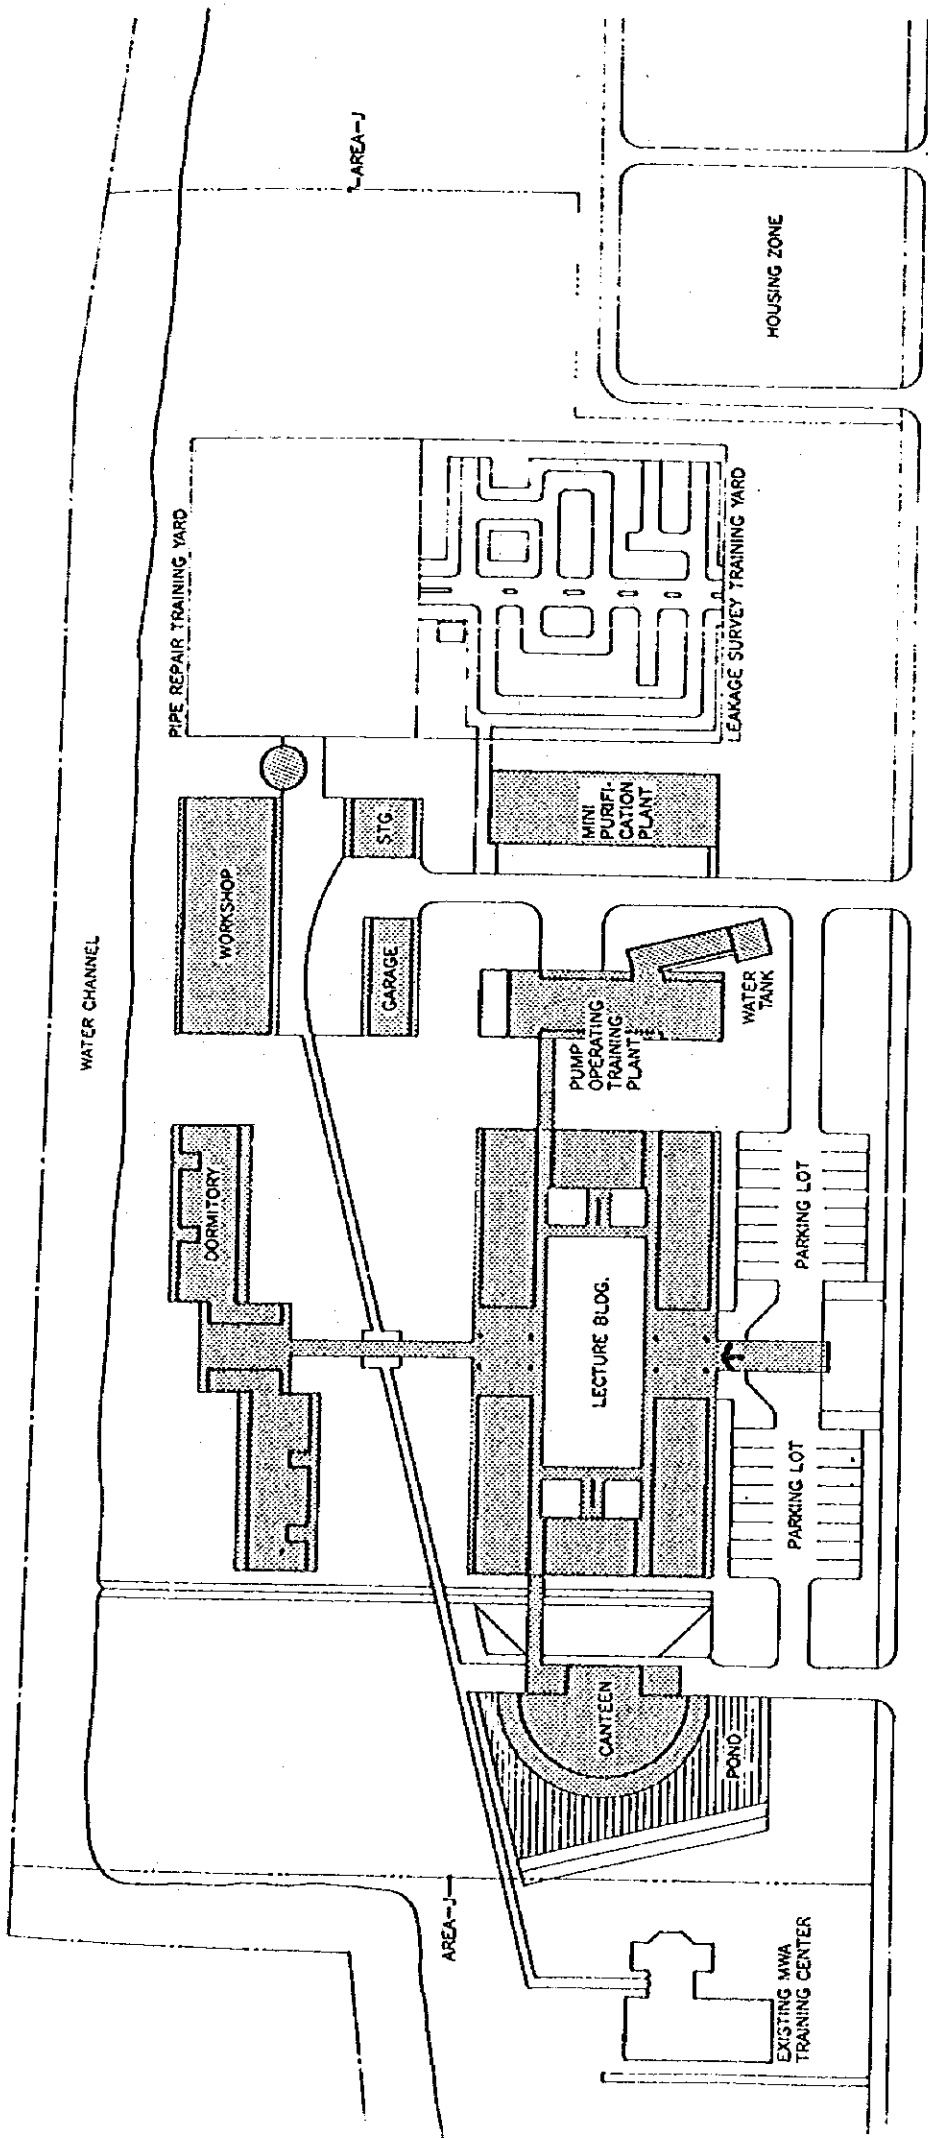 WATER CHANNEL
AREA-J
AREA-J
PIPE REPAIR TRAINING YARD
LEAKAGE SURVEY TRAINING YARD
HOUSING ZONE
WORKSHOP
STG.
GARAGE
MINI
PURIFI-
CATION
PLANT
DORMITORY
PUMP
OPERATING
TRAINING
PLANT
WATER
TANK
LECTURE BLDG.
PARKING LOT
PARKING LOT
CANTEEN
POND
EXISTING MWA
TRAINING CENTER